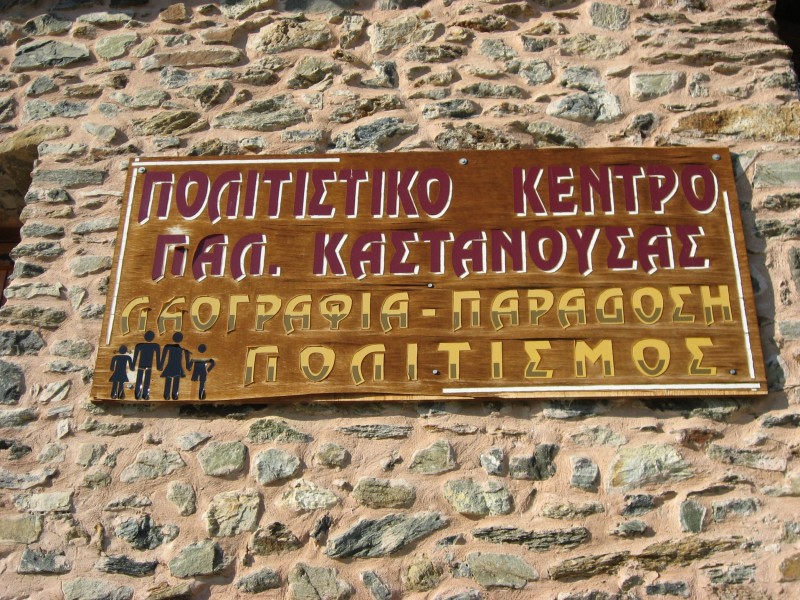 ΠΟΛΙΤΙΣΤΙΚΟ ΚΕΝΤΡΟ
ΠΑΛ. ΚΑΣΤΑΝΟΥΣΑΣ
ΛΑΟΓΡΑΦΙΑ - ΠΑΡΑΔΟΣΗ
ΠΟΛΙΤΙΣΜΟΣ